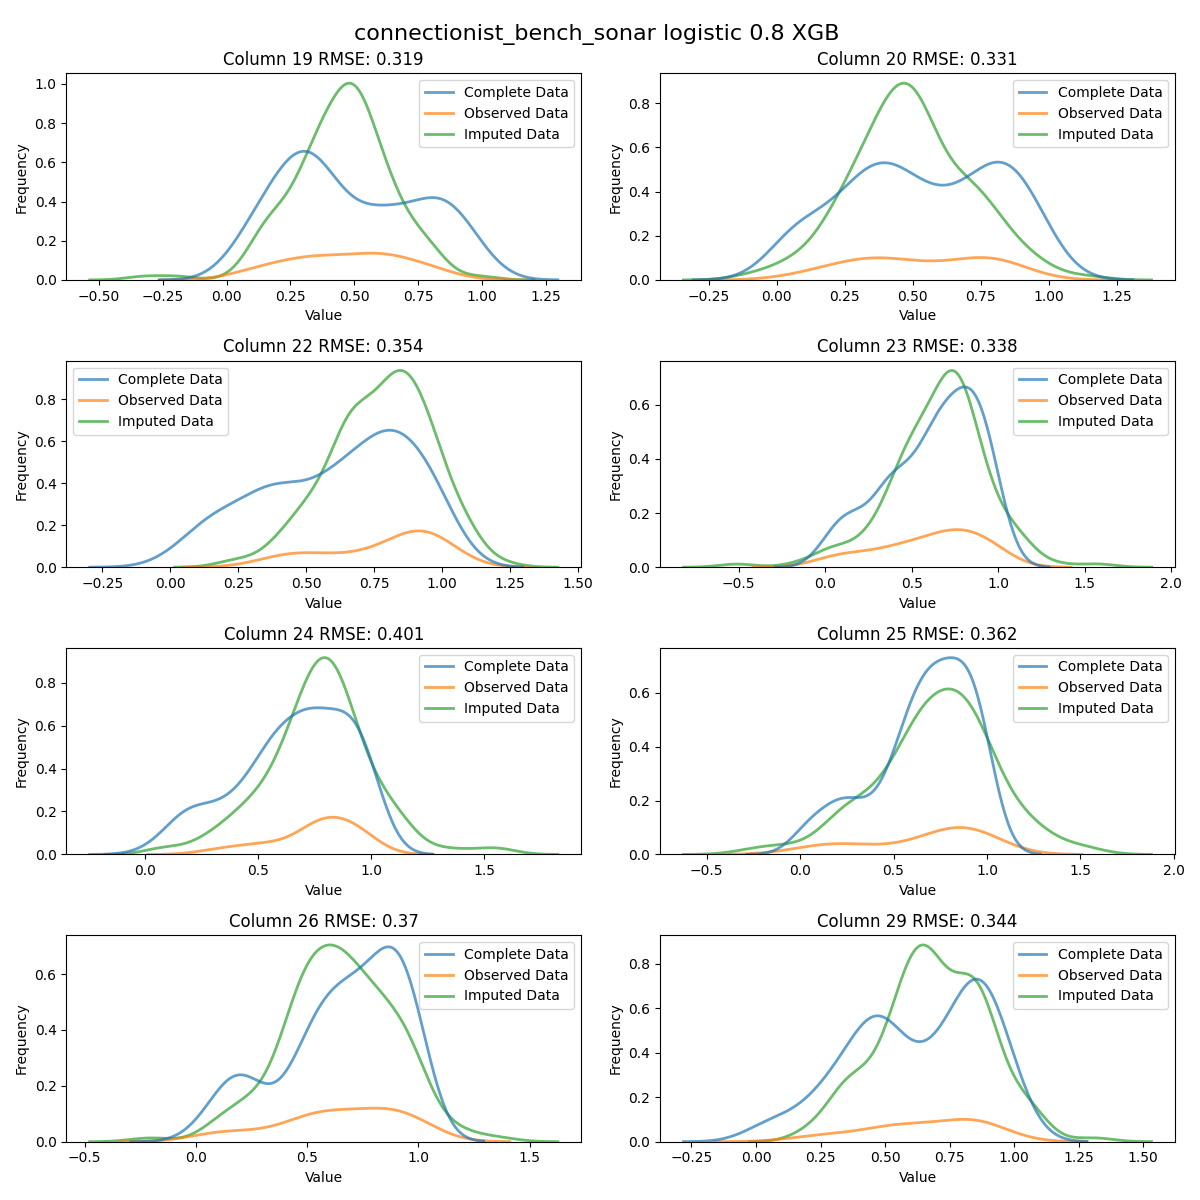 connectionist_bench_sonar logistic 0.8 XGB
Column 19 RMSE: 0.319
Frequency
1.0
0.8
0.6
0.4
0.2
0.0
Complete Data
Observed Data
Imputed Data
−0.50
−0.25
0.00
0.25
0.50
0.75
1.00
1.25
Value
Column 20 RMSE: 0.331
Frequency
0.8
0.6
0.4
0.2
0.0
Complete Data
Observed Data
Imputed Data
−0.25
0.00
0.25
0.50
0.75
1.00
1.25
Value
Column 22 RMSE: 0.354
Frequency
0.8
0.6
0.4
0.2
0.0
Complete Data
Observed Data
Imputed Data
−0.25
0.00
0.25
0.50
0.75
1.00
1.25
1.50
Value
Column 23 RMSE: 0.338
Frequency
0.6
0.4
0.2
0.0
Complete Data
Observed Data
Imputed Data
−0.5
0.0
0.5
1.0
1.5
2.0
Value
Column 24 RMSE: 0.401
Frequency
0.8
0.6
0.4
0.2
0.0
Complete Data
Observed Data
Imputed Data
0.0
0.5
1.0
1.5
Value
Column 25 RMSE: 0.362
Frequency
0.6
0.4
0.2
0.0
Complete Data
Observed Data
Imputed Data
−0.5
0.0
0.5
1.0
1.5
2.0
Value
Column 26 RMSE: 0.37
Frequency
0.6
0.4
0.2
0.0
Complete Data
Observed Data
Imputed Data
−0.5
0.0
0.5
1.0
1.5
Value
Column 29 RMSE: 0.344
Frequency
0.8
0.6
0.4
0.2
0.0
Complete Data
Observed Data
Imputed Data
−0.25
0.00
0.25
0.50
0.75
1.00
1.25
1.50
Value